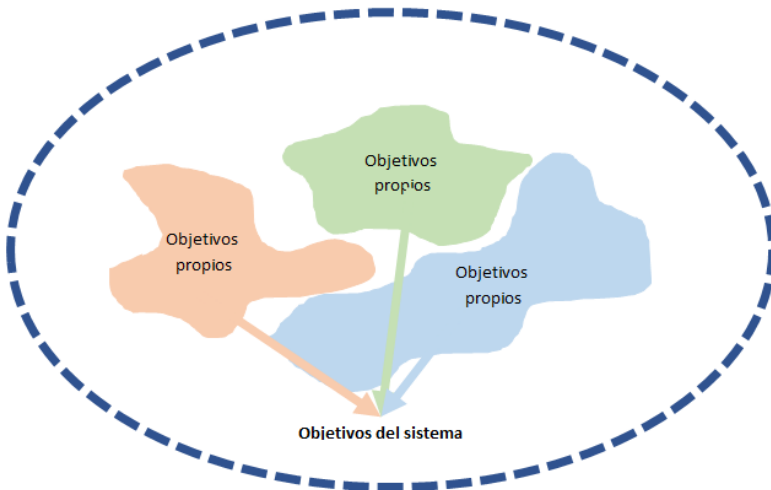 Objetivos
propios
Objetivos
propios
Objetivos
propios
Objetivos del sistema